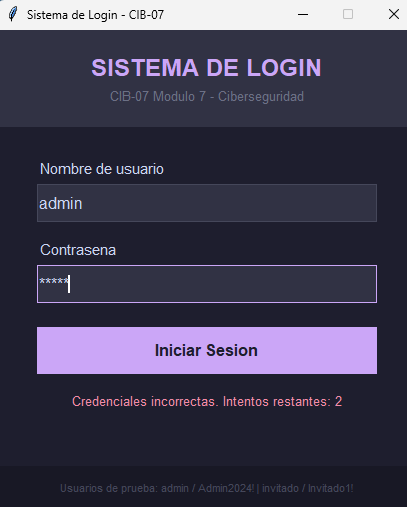 Sistema de Login - CIB-07
SISTEMA DE LOGIN
CIB-07 Modulo 7 - Ciberseguridad
Nombre de usuario
admin
Contrasena
*****
Iniciar Sesion
Credenciales incorrectas. Intentos restantes: 2
Usuarios de prueba: admin / Admin2024! | invitado / Invitado1!